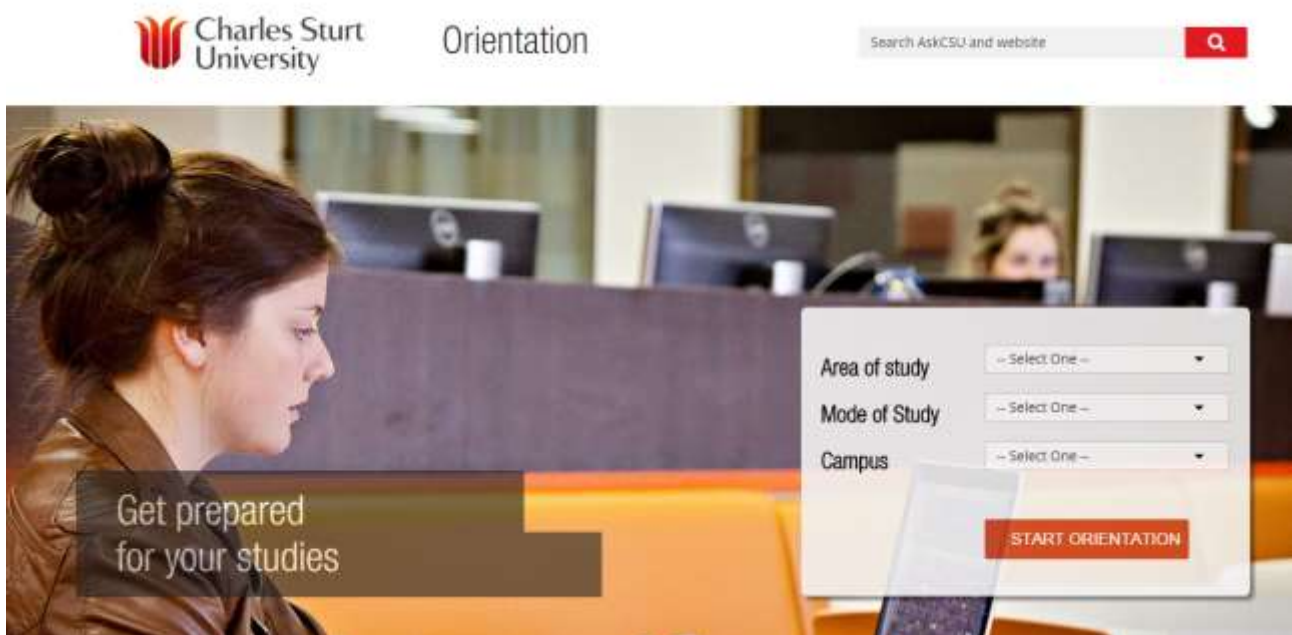 Charles Sturt
University
Orientation
Search AskCSU and website
Area of study
-- Select One --
Mode of Study
-- Select One --
Campus
-- Select One --
START ORIENTATION
Get prepared
for your studies